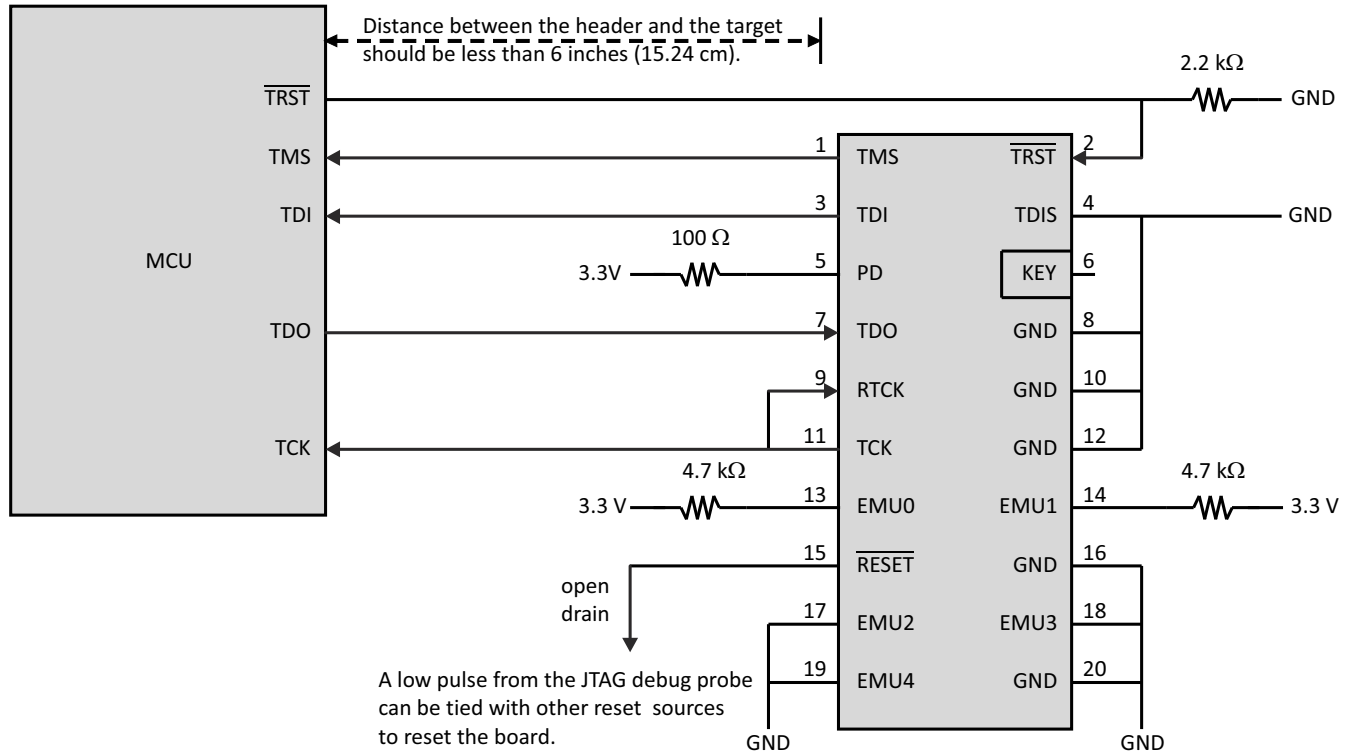 Distance between the header and the target
should be less than 6 inches (15.24 cm).
2.2 kΩ
TRST
GND
1
TMS
TRST
2
TMS
3
TDI
TDIS
4
GND
TDI
100 Ω
MCU
3.3V
5
PD
KEY
6
TDO
7
TDO
GND
8
9
RTCK
GND
10
TCK
11
TCK
GND
12
4.7 kΩ
4.7 kΩ
3.3 V
13
EMU0
EMU1
14
3.3 V
15
RESET
GND
16
open
drain
17
EMU2
EMU3
18
19
EMU4
GND
20
A low pulse from the JTAG debug probe
can be tied with other reset sources
to reset the board.
GND
GND